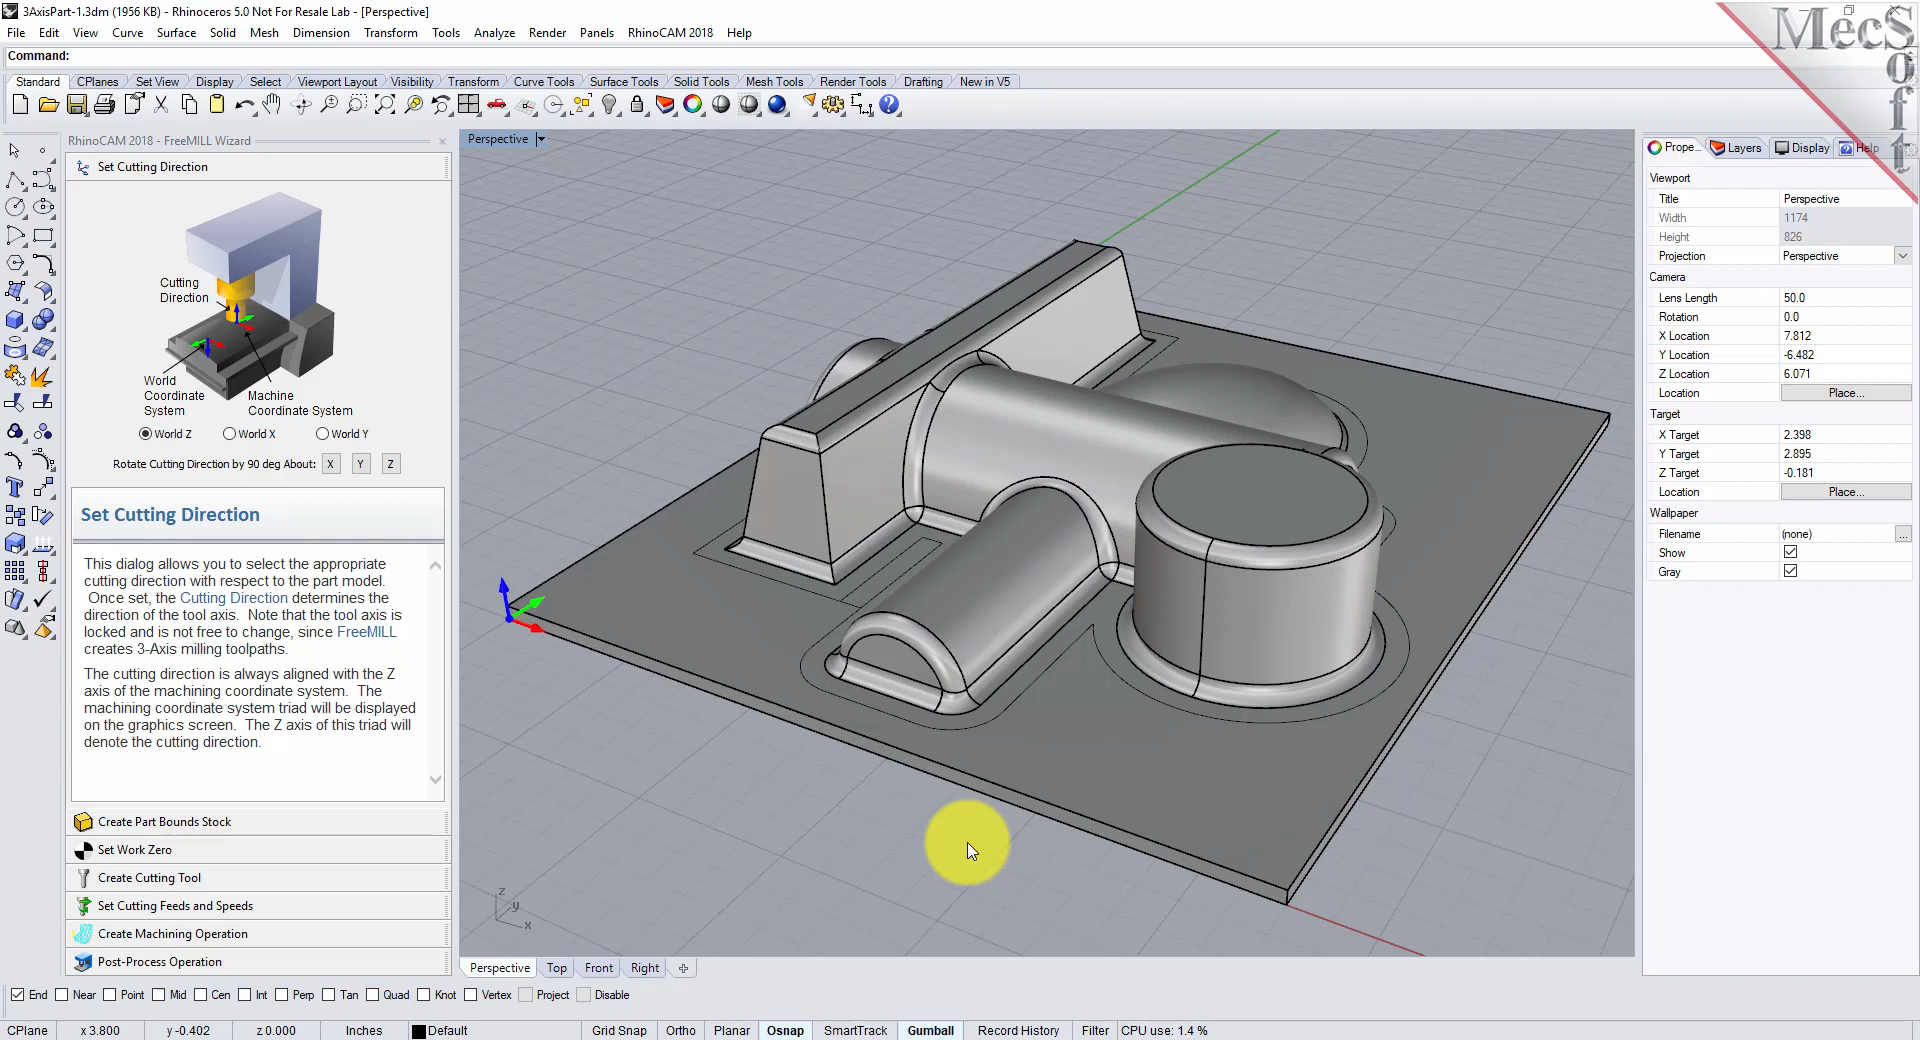 3AxisPart-1.3dm (1956 KB) - Rhinoceros 5.0 Not For Resale Lab - [Perspective]
File Edit View Curve Surface Solid Mesh Dimension Transform Tools Analyze Render Panels RhinoCAM 2018 Help
Command:
Standard CPlanes Set View Display Select Viewport Layout Visibility Transform Curve Tools Surface Tools Solid Tools Mesh Tools Render Tools Drafting New in V5
MecSoft
RhinoCAM 2018 - FreeMILL Wizard
Set Cutting Direction
Cutting
Direction
World
Coordinate
System
Machine
Coordinate System
World Z World X World Y
Rotate Cutting Direction by 90 deg About: X Y Z
Set Cutting Direction
This dialog allows you to select the appropriate
cutting direction with respect to the part model.
Once set, the Cutting Direction determines the
direction of the tool axis. Note that the tool axis is
locked and is not free to change, since FreeMILL
creates 3-Axis milling toolpaths.
The cutting direction is always aligned with the Z
axis of the machining coordinate system. The
machining coordinate system triad will be displayed
on the graphics screen. The Z axis of this triad will
denote the cutting direction.
Create Part Bounds Stock
Set Work Zero
Create Cutting Tool
Set Cutting Feeds and Speeds
Create Machining Operation
Post-Process Operation
Perspective
z
y
x
Perspective Top Front Right
Prope... Layers Display Help
Viewport
Title Perspective
Width 1174
Height 826
Projection Perspective
Camera
Lens Length 50.0
Rotation 0.0
X Location 7.812
Y Location -6.482
Z Location 6.071
Location Place...
Target
X Target 2.398
Y Target 2.895
Z Target -0.181
Location Place...
Wallpaper
Filename (none) ...
Show
Gray
End Near Point Mid Cen Int Perp Tan Quad Knot Vertex Project Disable
CPlane x 3.800 y -0.402 z 0.000 Inches Default Grid Snap Ortho Planar Osnap SmartTrack Gumball Record History Filter CPU use: 1.4 %